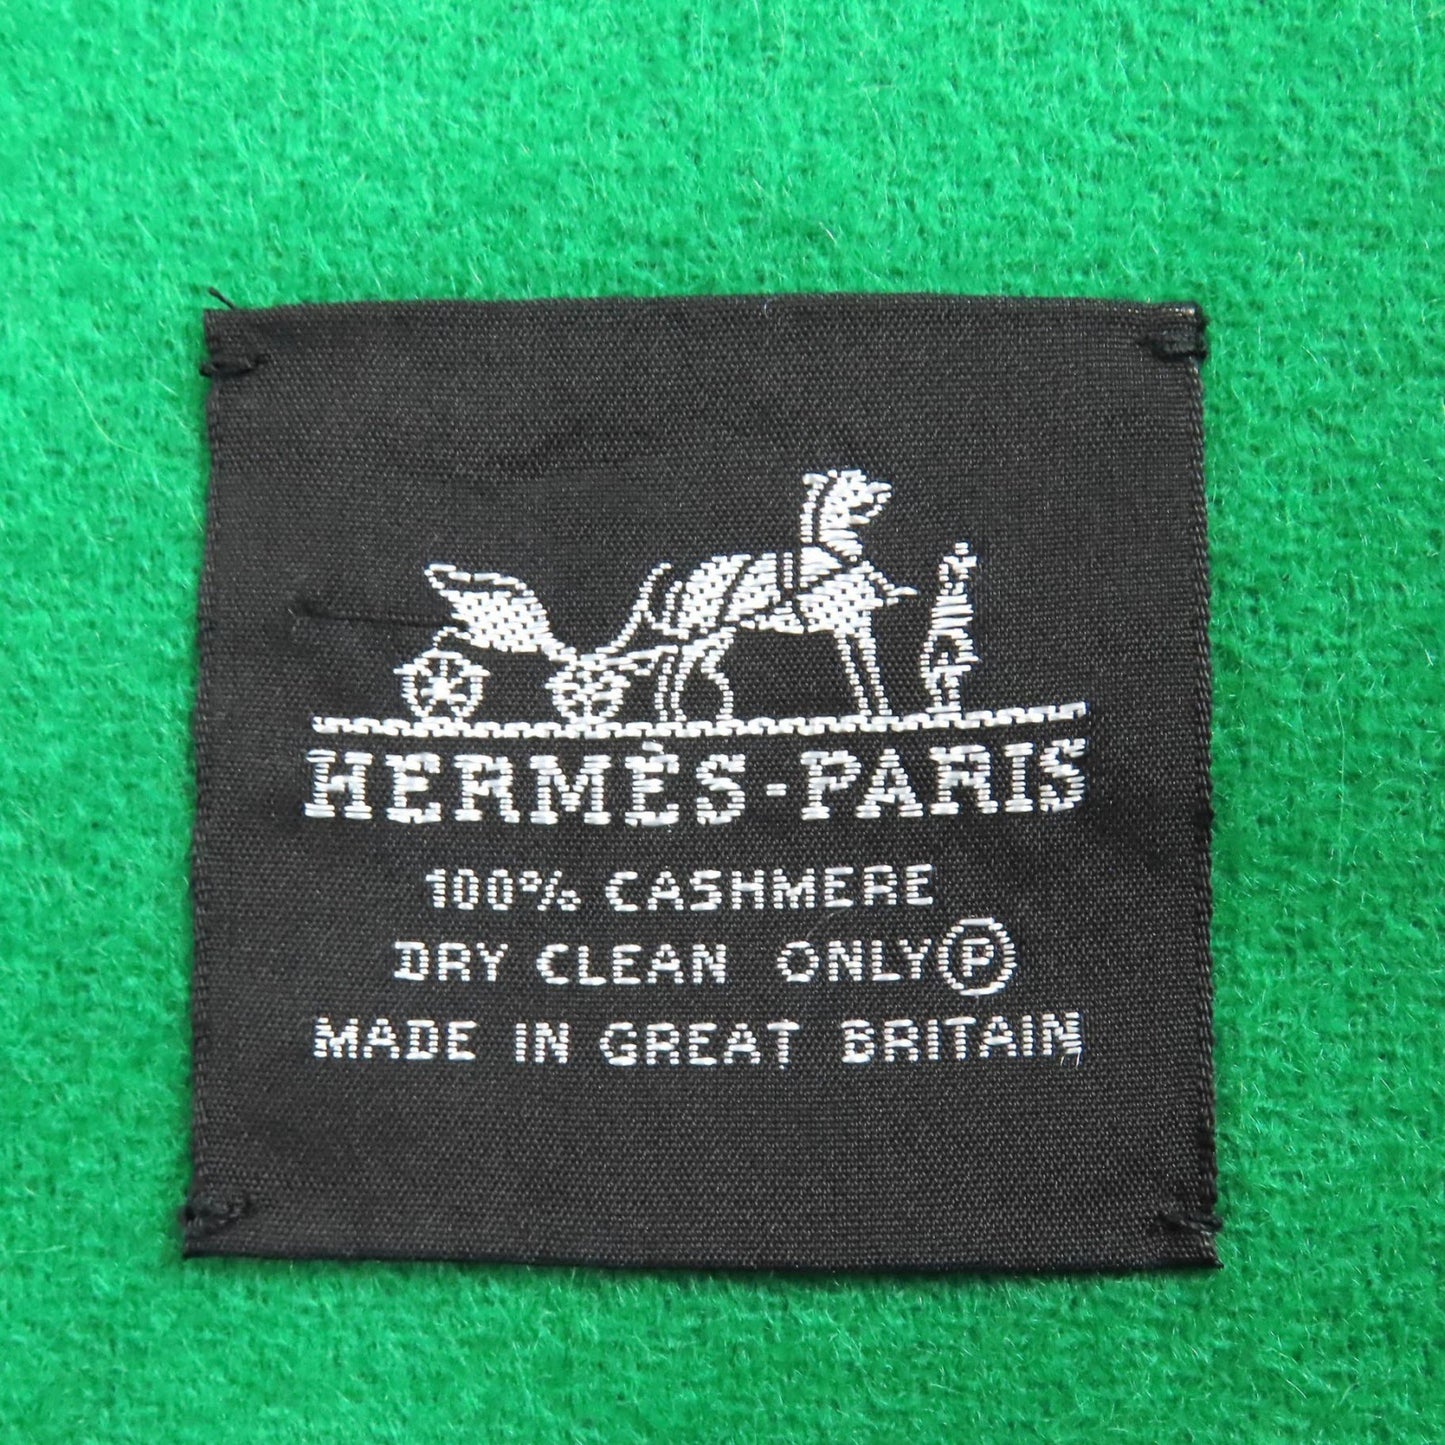 HERMÈS-PARIS
100% CASHMERE
DRY CLEAN ONLY Ⓟ
MADE IN GREAT BRITAIN